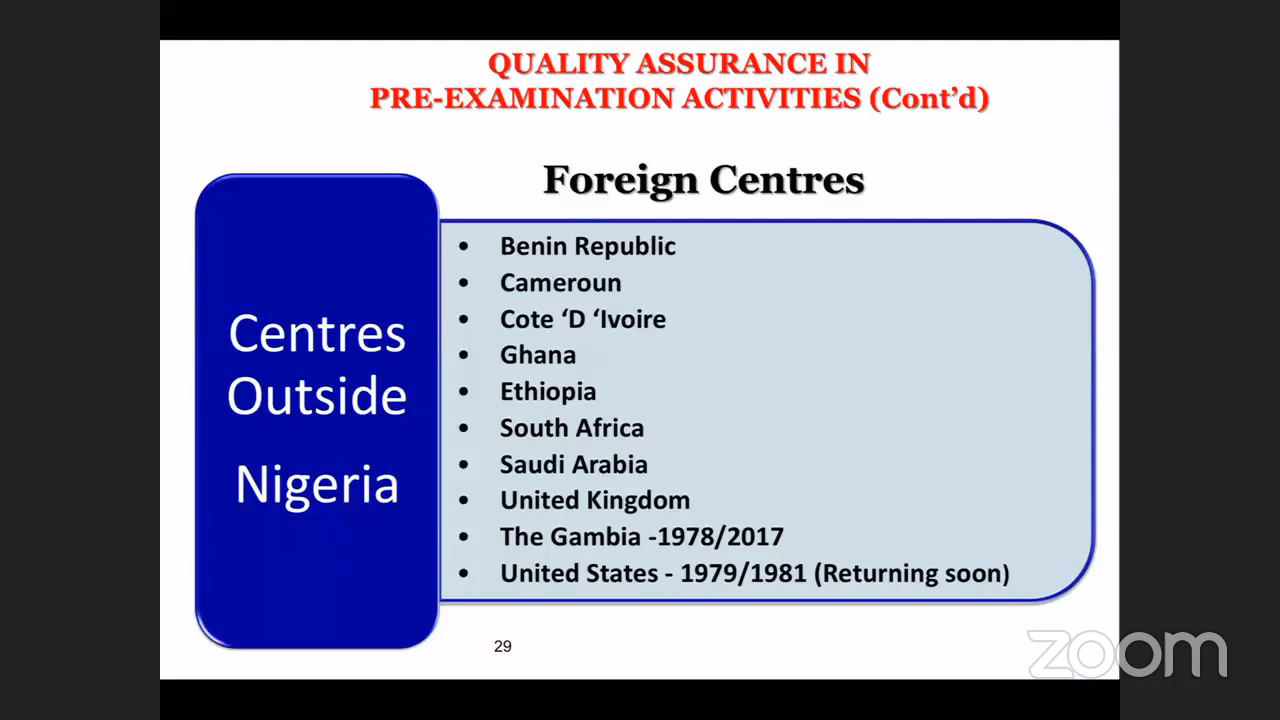 QUALITY ASSURANCE IN
PRE-EXAMINATION ACTIVITIES (Cont’d)
Foreign Centres
Centres
Outside
Nigeria
• Benin Republic
• Cameroun
• Cote ‘D ‘Ivoire
• Ghana
• Ethiopia
• South Africa
• Saudi Arabia
• United Kingdom
• The Gambia -1978/2017
• United States - 1979/1981 (Returning soon)
29
zoom